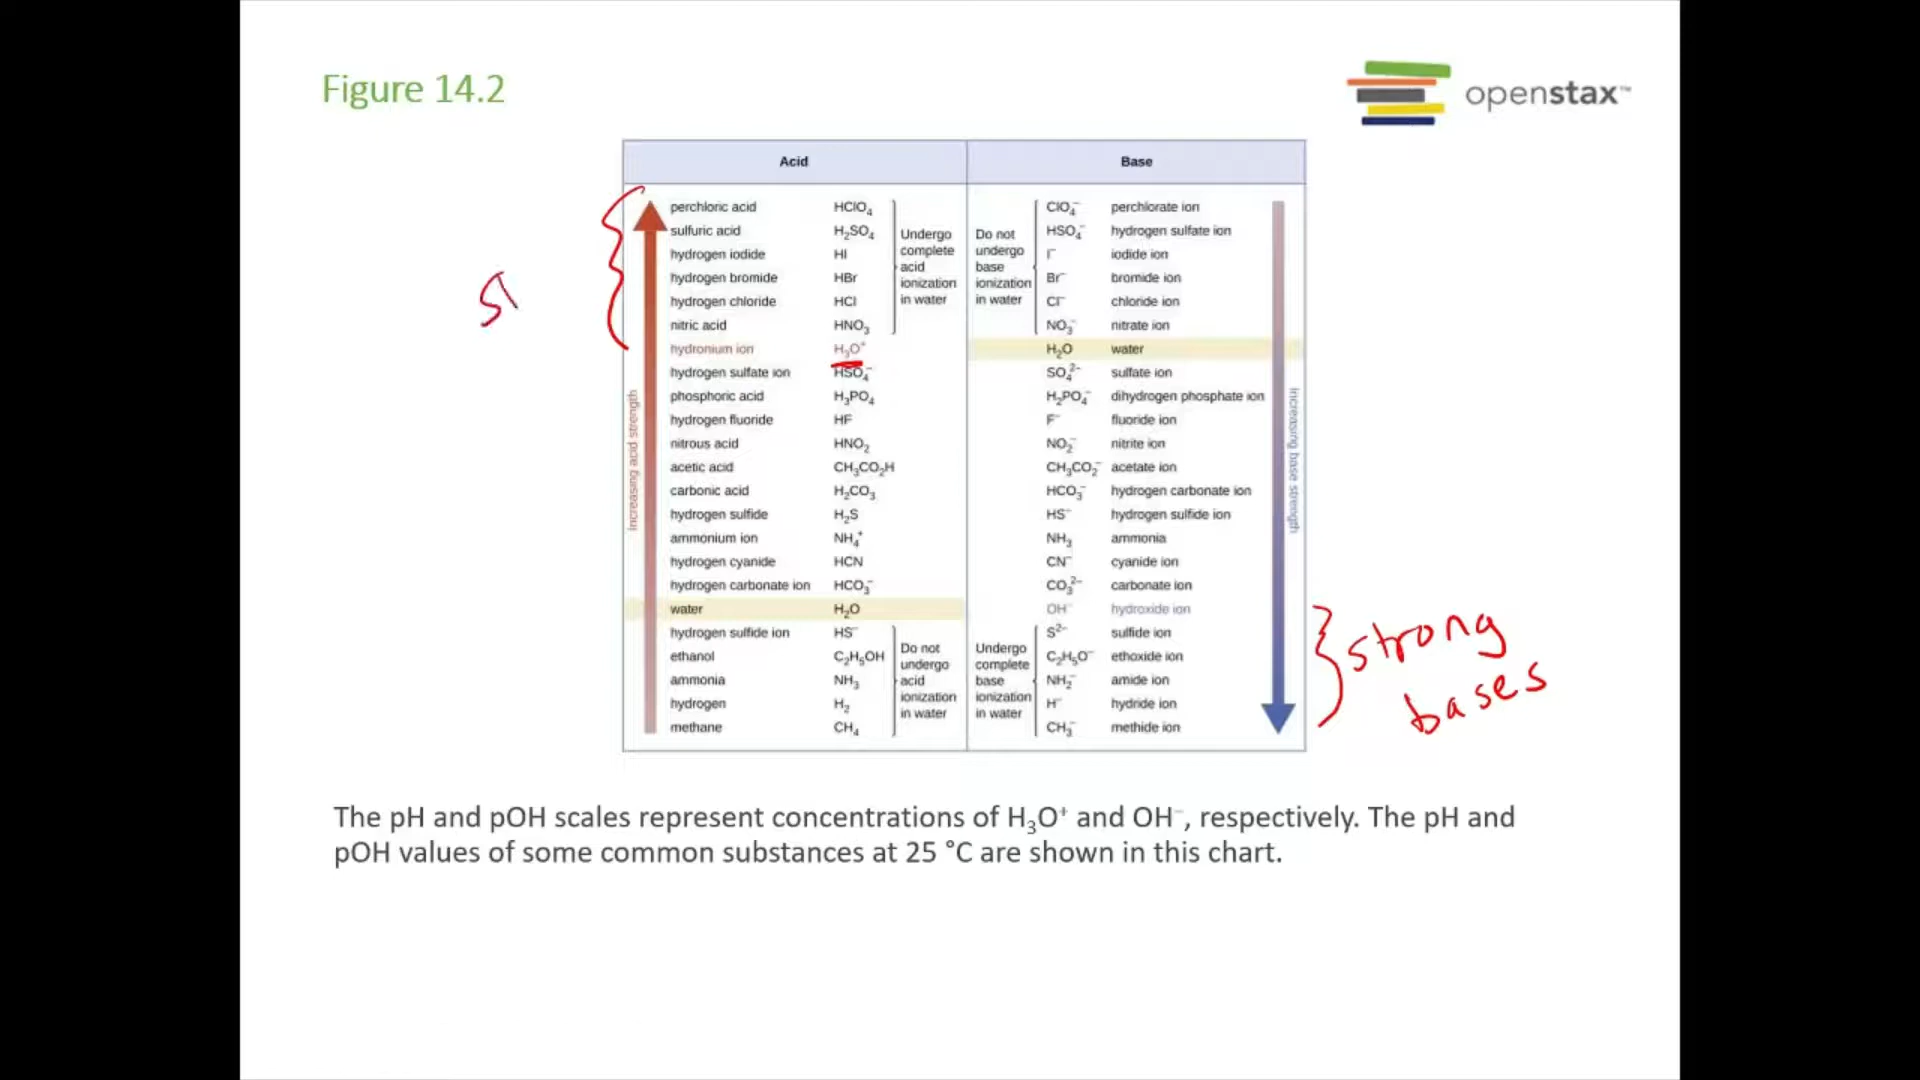 Figure 14.2
openstax™
Acid Base
perchloric acid HClO₄ ClO₄⁻ perchlorate ion
sulfuric acid H₂SO₄ HSO₄⁻ hydrogen sulfate ion
hydrogen iodide HI I⁻ iodide ion
hydrogen bromide HBr Br⁻ bromide ion
hydrogen chloride HCl Cl⁻ chloride ion
nitric acid HNO₃ NO₃⁻ nitrate ion
Undergo
complete
acid
ionization
in water
Do not
undergo
base
ionization
in water
hydronium ion H₃O⁺ H₂O water
hydrogen sulfate ion HSO₄⁻ SO₄²⁻ sulfate ion
phosphoric acid H₃PO₄ H₂PO₄⁻ dihydrogen phosphate ion
hydrogen fluoride HF F⁻ fluoride ion
nitrous acid HNO₂ NO₂⁻ nitrite ion
acetic acid CH₃CO₂H CH₃CO₂⁻ acetate ion
carbonic acid H₂CO₃ HCO₃⁻ hydrogen carbonate ion
hydrogen sulfide H₂S HS⁻ hydrogen sulfide ion
ammonium ion NH₄⁺ NH₃ ammonia
hydrogen cyanide HCN CN⁻ cyanide ion
hydrogen carbonate ion HCO₃⁻ CO₃²⁻ carbonate ion
water H₂O OH⁻ hydroxide ion
hydrogen sulfide ion HS⁻ S²⁻ sulfide ion
ethanol C₂H₅OH C₂H₅O⁻ ethoxide ion
ammonia NH₃ NH₂⁻ amide ion
hydrogen H₂ H⁻ hydride ion
methane CH₄ CH₃⁻ methide ion
Do not
undergo
acid
ionization
in water
Undergo
complete
base
ionization
in water
Increasing acid strength
Increasing base strength
strong
bases
The pH and pOH scales represent concentrations of H₃O⁺ and OH⁻, respectively. The pH and
pOH values of some common substances at 25 °C are shown in this chart.